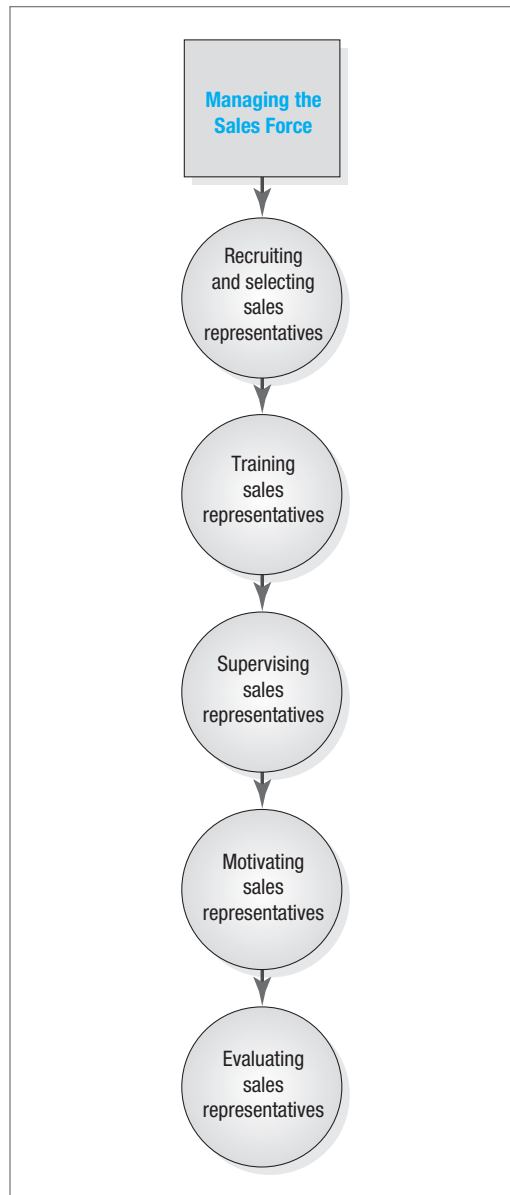 Managing the
Sales Force
Recruiting
and selecting
sales
representatives
Training
sales
representatives
Supervising
sales
representatives
Motivating
sales
representatives
Evaluating
sales
representatives